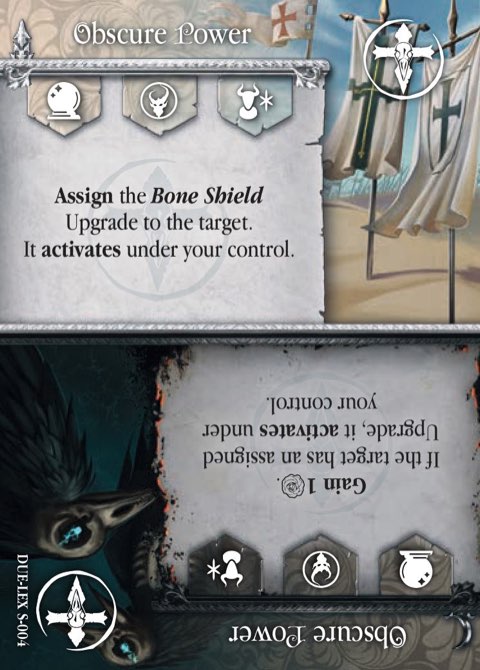 Obscure Power
Assign the Bone Shield
Upgrade to the target.
It activates under your control.
Obscure Power
Gain 1 .
If the target has an assigned
Upgrade, it activates under
your control.
DUE-LEX S-004